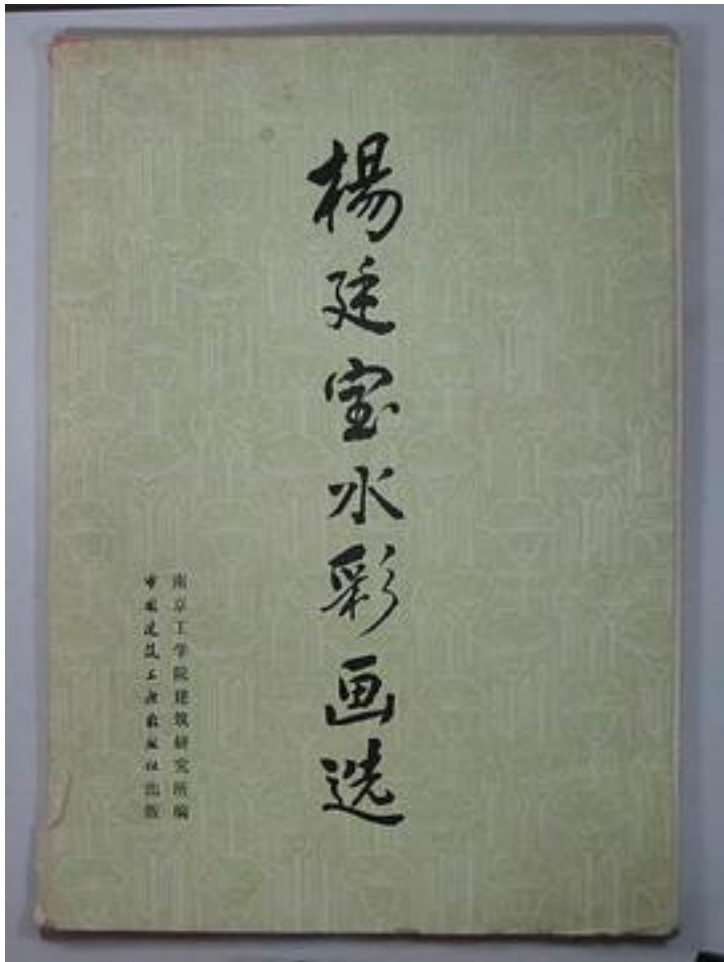 楊廷宝水彩画选
南京工学院建筑研究所编
中国建筑工业出版社出版